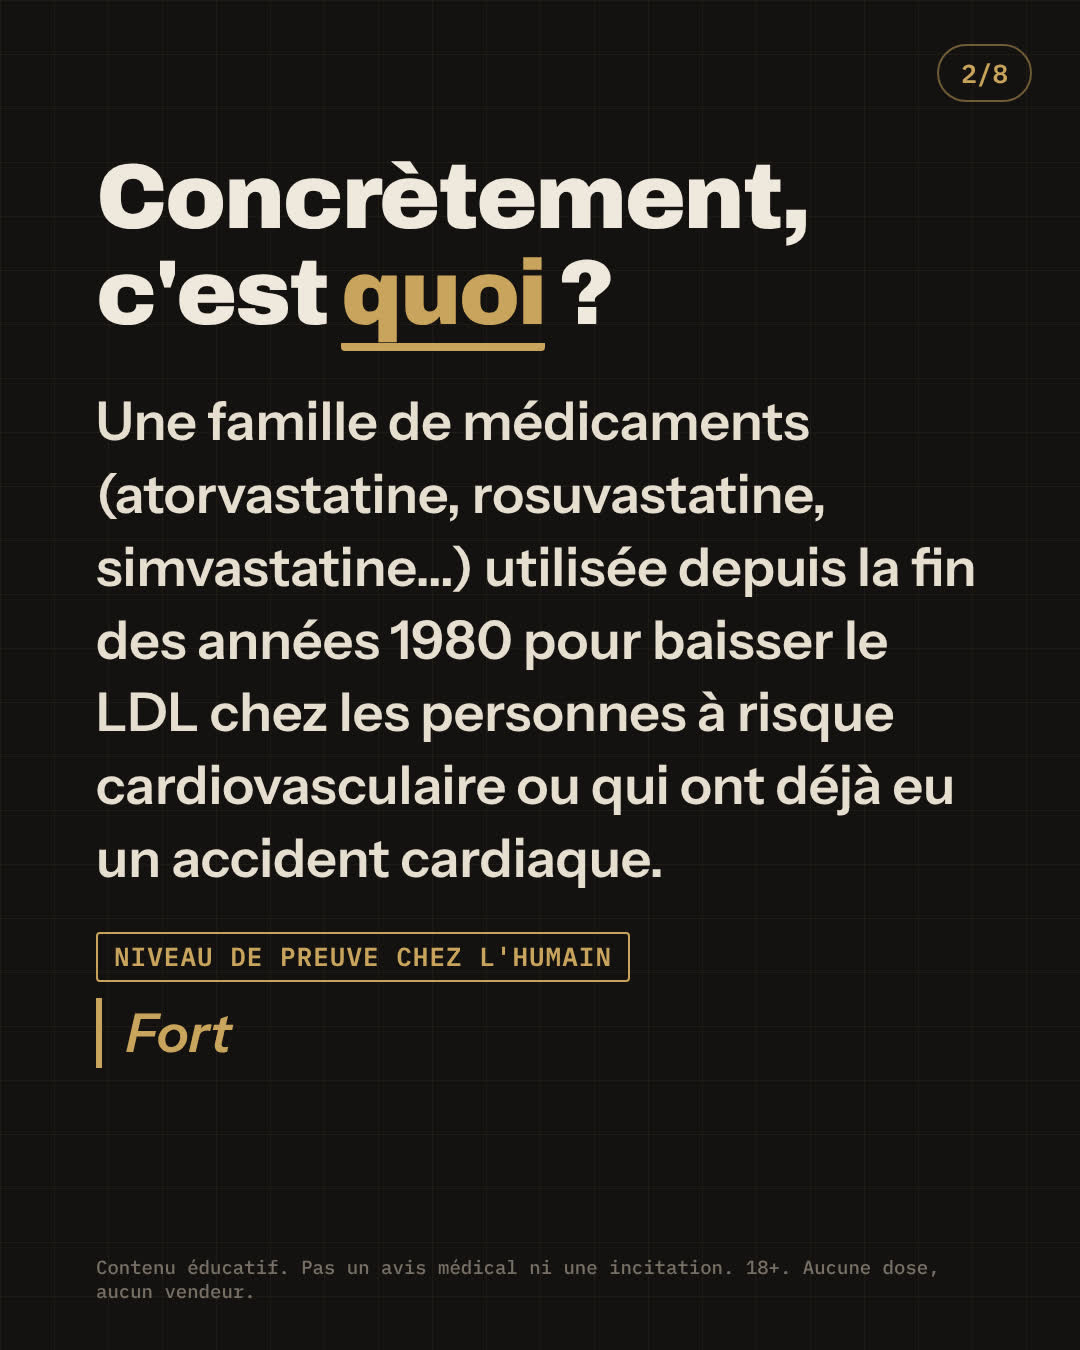 2/8
Concrètement,
c'est quoi ?
Une famille de médicaments
(atorvastatine, rosuvastatine,
simvastatine...) utilisée depuis la fin
des années 1980 pour baisser le
LDL chez les personnes à risque
cardiovasculaire ou qui ont déjà eu
un accident cardiaque.
NIVEAU DE PREUVE CHEZ L'HUMAIN
Fort
Contenu éducatif. Pas un avis médical ni une incitation. 18+. Aucune dose,
aucun vendeur.